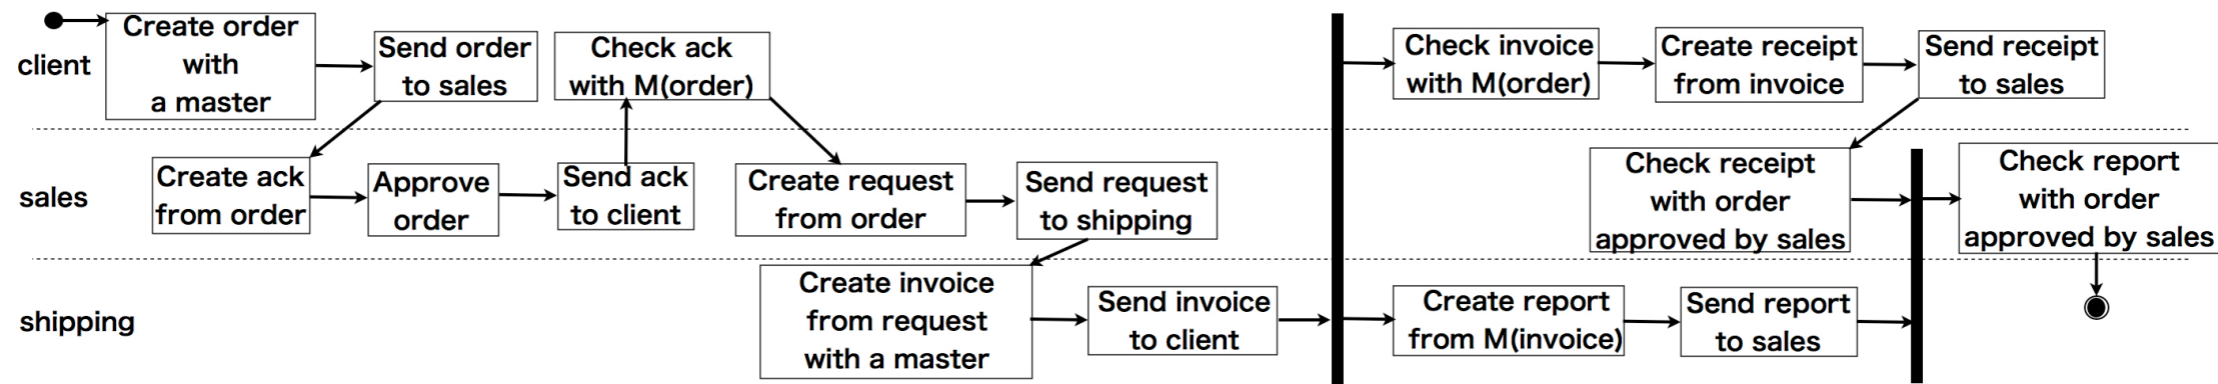 client
Create order
with
a master
Send order
to sales
Check ack
with M(order)
Check invoice
with M(order)
Create receipt
from invoice
Send receipt
to sales
sales
Create ack
from order
Approve
order
Send ack
to client
Create request
from order
Send request
to shipping
Check receipt
with order
approved by sales
Check report
with order
approved by sales
shipping
Create invoice
from request
with a master
Send invoice
to client
Create report
from M(invoice)
Send report
to sales